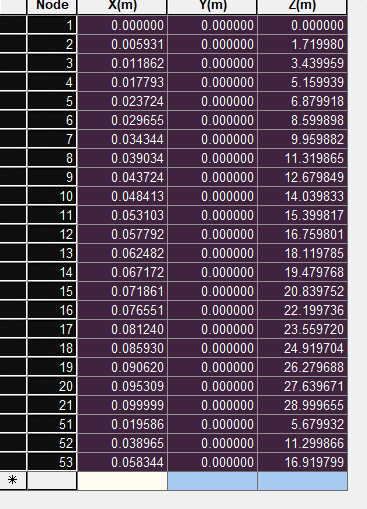 Node X(m) Y(m) Z(m)
1 0.000000 0.000000 0.000000
2 0.005931 0.000000 1.719980
3 0.011862 0.000000 3.439959
4 0.017793 0.000000 5.159939
5 0.023724 0.000000 6.879918
6 0.029655 0.000000 8.599898
7 0.034344 0.000000 9.959882
8 0.039034 0.000000 11.319865
9 0.043724 0.000000 12.679849
10 0.048413 0.000000 14.039833
11 0.053103 0.000000 15.399817
12 0.057792 0.000000 16.759801
13 0.062482 0.000000 18.119785
14 0.067172 0.000000 19.479768
15 0.071861 0.000000 20.839752
16 0.076551 0.000000 22.199736
17 0.081240 0.000000 23.559720
18 0.085930 0.000000 24.919704
19 0.090620 0.000000 26.279688
20 0.095309 0.000000 27.639671
21 0.099999 0.000000 28.999655
51 0.019586 0.000000 5.679932
52 0.038965 0.000000 11.299866
53 0.058344 0.000000 16.919799
*